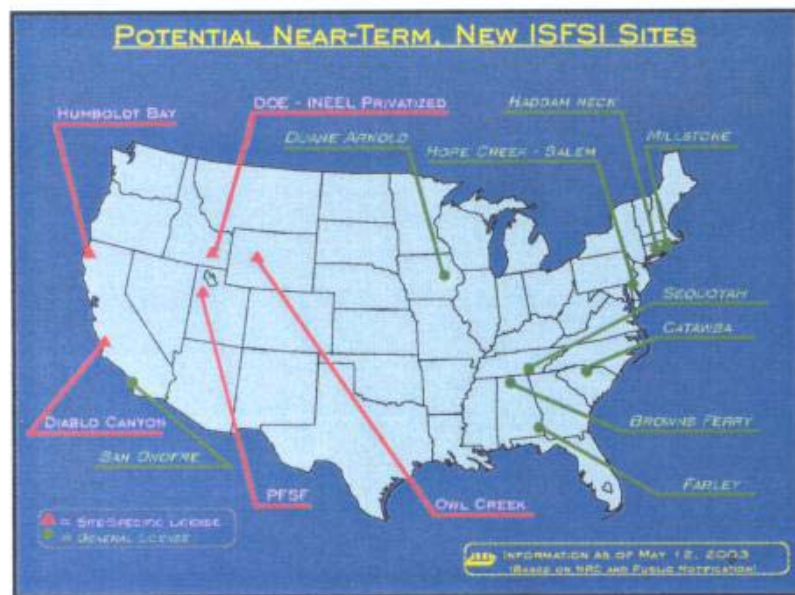 POTENTIAL NEAR-TERM, NEW ISFSI SITES
HUMBOLDT BAY
DOE - INEEL PRIVATIZED
HADDAM NECK
DUANE ARNOLD
MILLSTONE
HOPE CREEK - SALEM
SEQUOYAH
CATAWBA
DIABLO CANYON
BROWNS FERRY
SAN ONOFRE
PFSF
OWL CREEK
FARLEY
= SITE-SPECIFIC LICENSE
= GENERAL LICENSE
INFORMATION AS OF MAY 12, 2003
(BASED ON NRC AND PUBLIC NOTIFICATION)